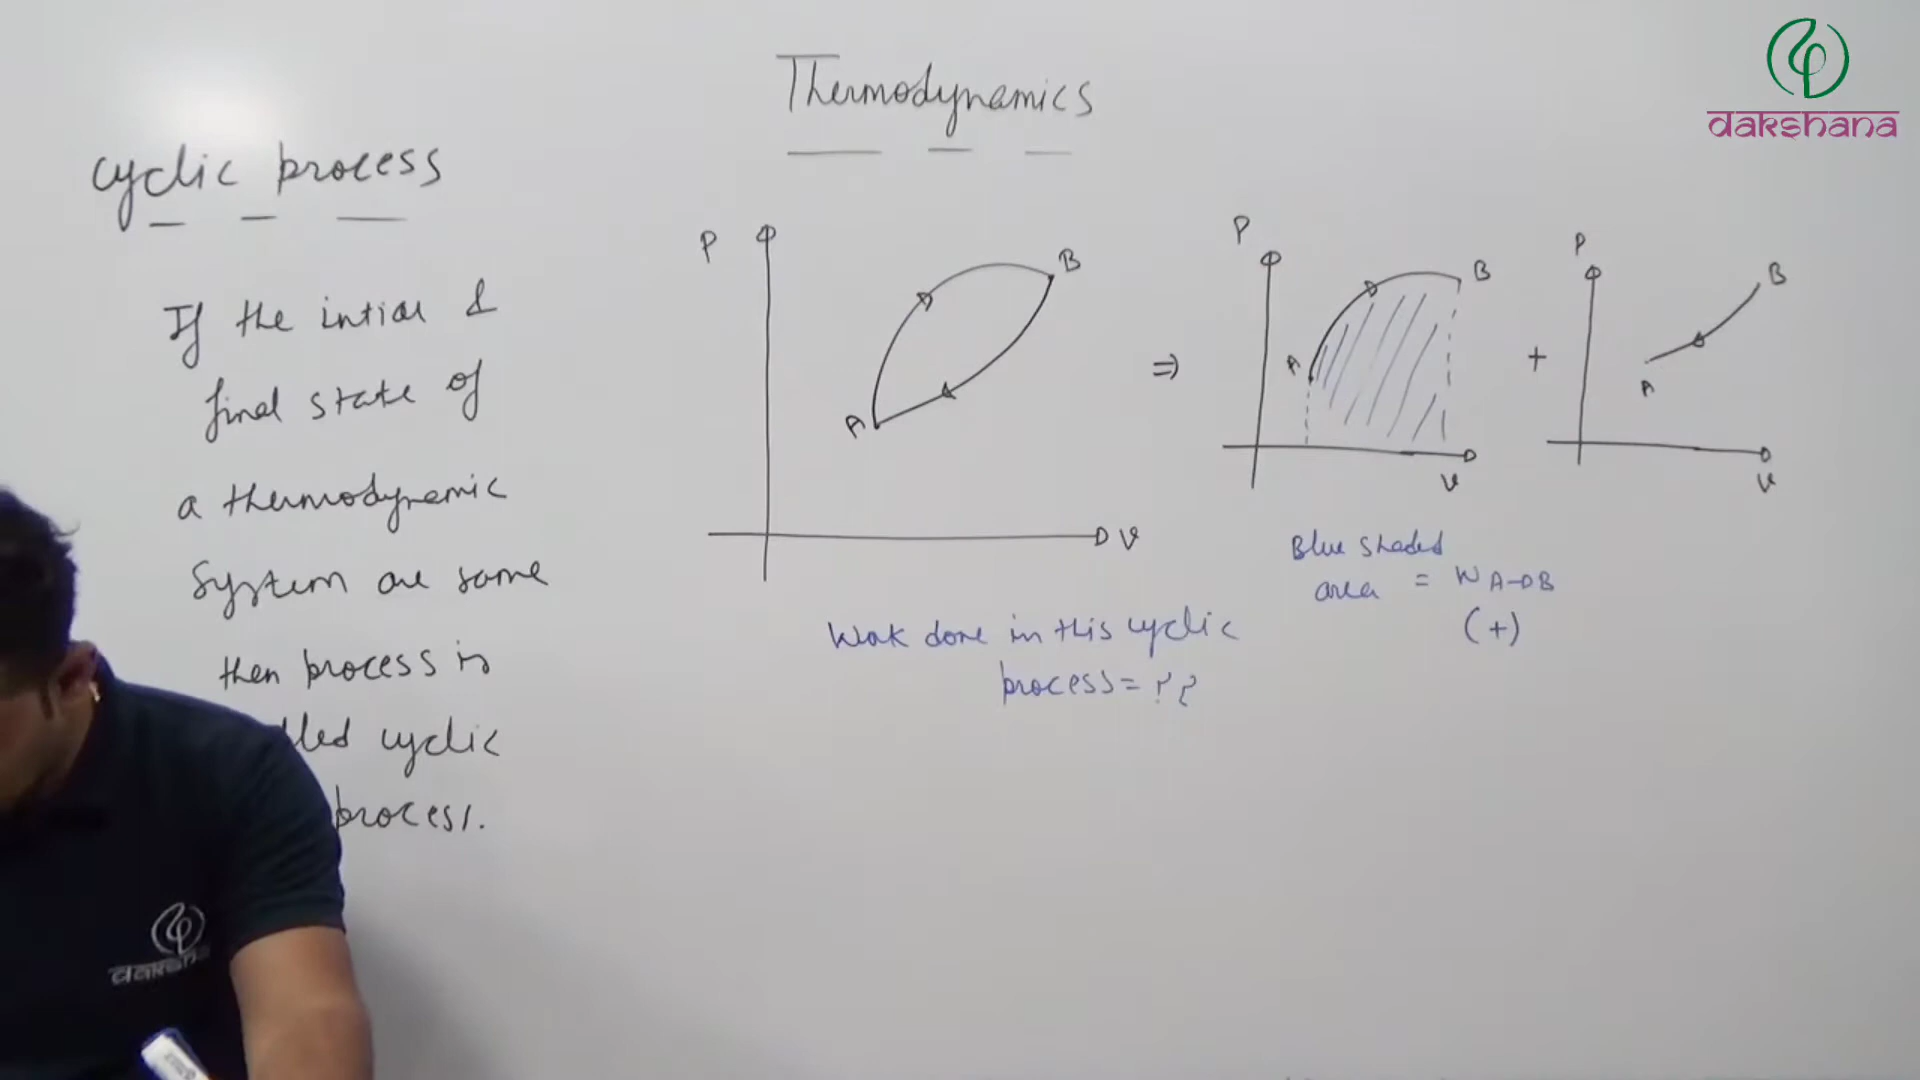 dakshana
Thermodynamics
cyclic process
If the intial &
final state of
a thermodynamic
System are same
then process is
lled cyclic
process.
P
B
A
V
Work done in this cyclic
process = ??
⇒
P
B
A
V
Blue shaded
area = W A→B
(+)
+
P
B
A
V
dakshana